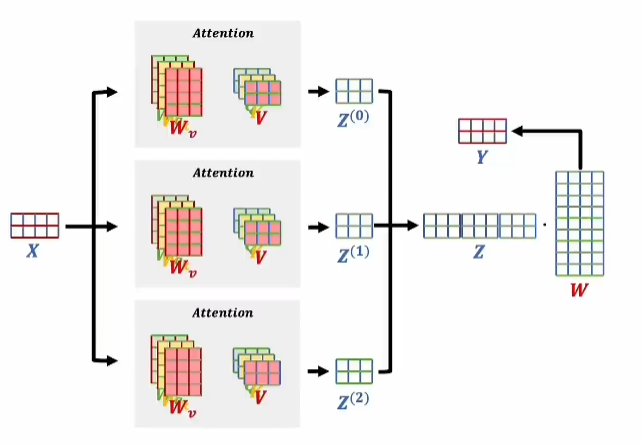 Attention
W_v
V
Z^(0)
Attention
W_v
V
Z^(1)
Attention
W_v
V
Z^(2)
X
Z
·
W
Y